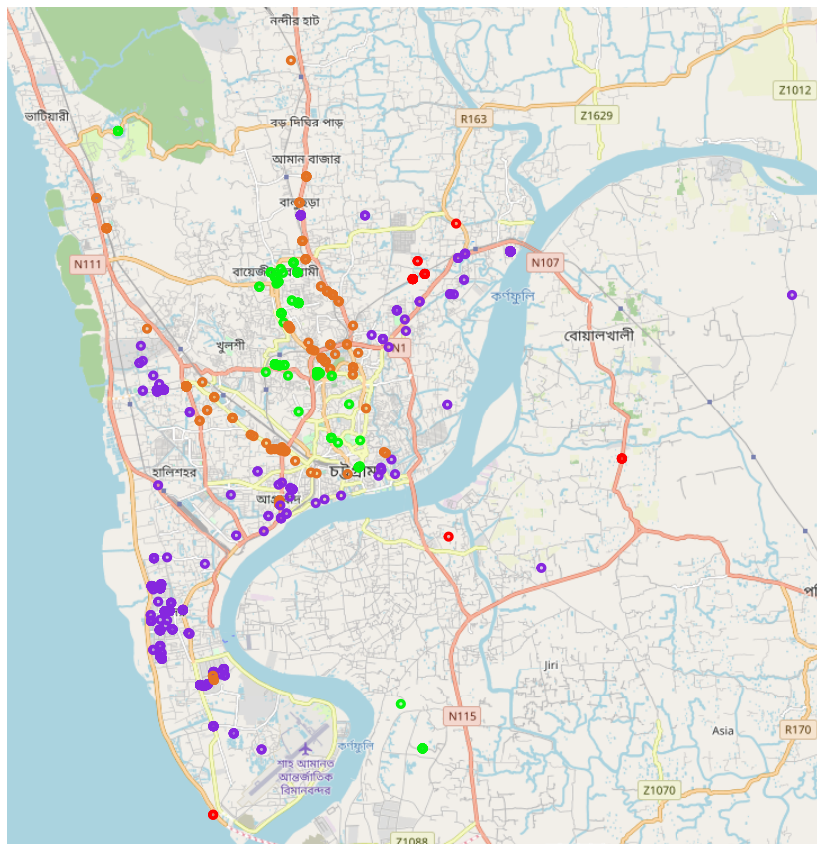 নন্দীর হাট
Z1012
ভাটিয়ারী
R163
Z1629
বড় দিঘির পাড়
আমান বাজার
N111
N107
কর্ণফুলি
খুলশী
N1
বোয়ালখালী
হালিশহর
চট্টগ্রাম
Jiri
N115
Asia
R170
কর্ণফুলী
শাহ আমানত
আন্তর্জাতিক
বিমানবন্দর
Z1070
Z1088